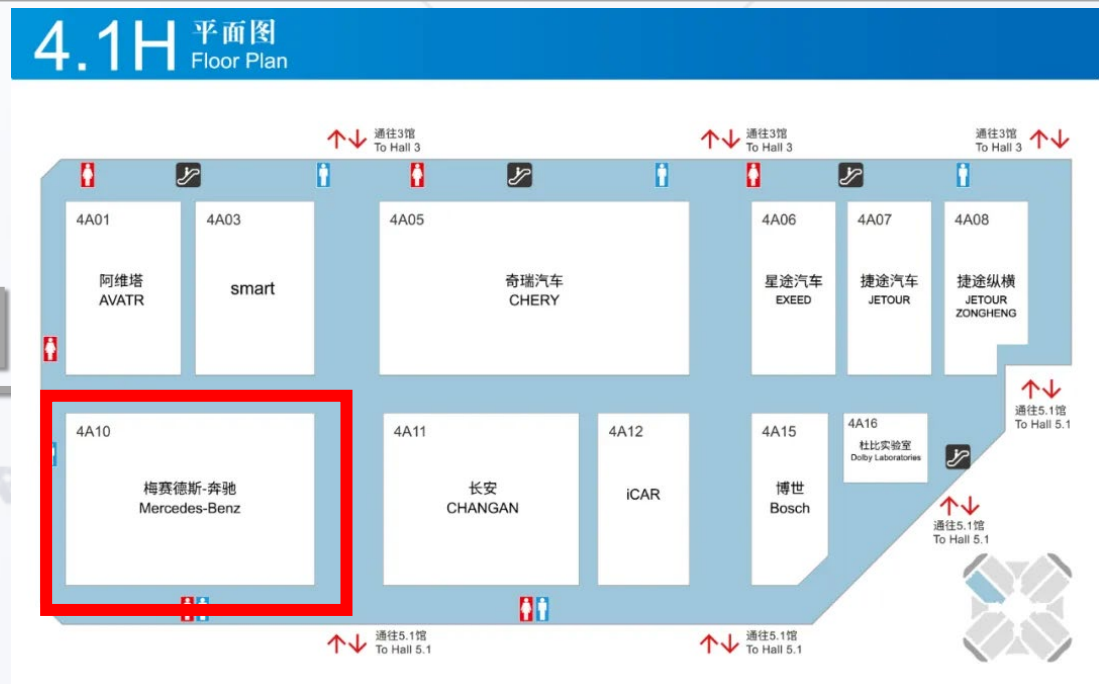 4.1H
平面图
Floor Plan
通往3馆
To Hall 3
通往3馆
To Hall 3
通往3馆
To Hall 3
4A01
阿维塔
AVATR
4A03
smart
4A05
奇瑞汽车
CHERY
4A06
星途汽车
EXEED
4A07
捷途汽车
JETOUR
4A08
捷途纵横
JETOUR
ZONGHENG
通往5.1馆
To Hall 5.1
4A10
梅赛德斯-奔驰
Mercedes-Benz
4A11
长安
CHANGAN
4A12
iCAR
4A15
博世
Bosch
4A16
杜比实验室
Dolby Laboratories
通往5.1馆
To Hall 5.1
通往5.1馆
To Hall 5.1
通往5.1馆
To Hall 5.1